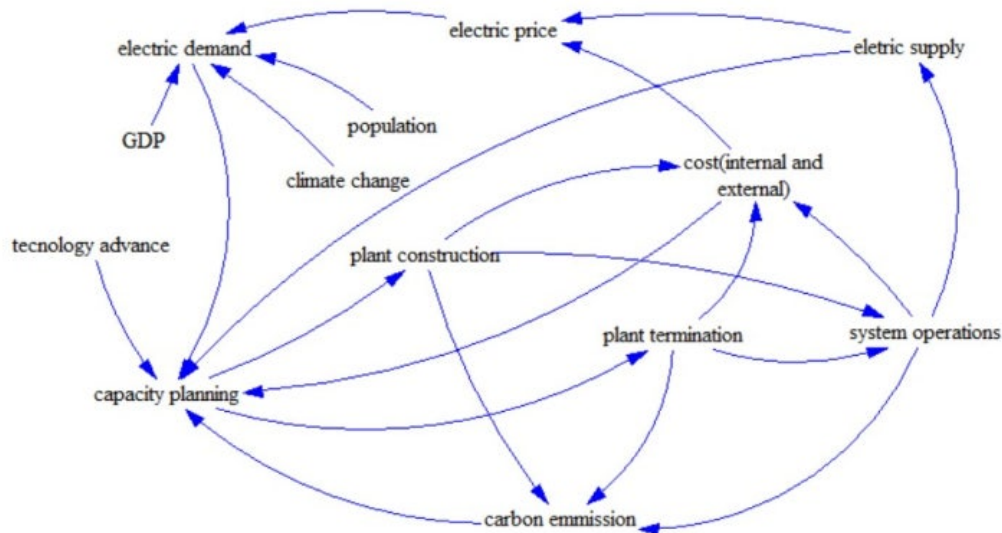 electric price
electric demand
eletric supply
population
GDP
cost(internal and
external)
climate change
tecnology advance
plant construction
plant termination
system operations
capacity planning
carbon emmission